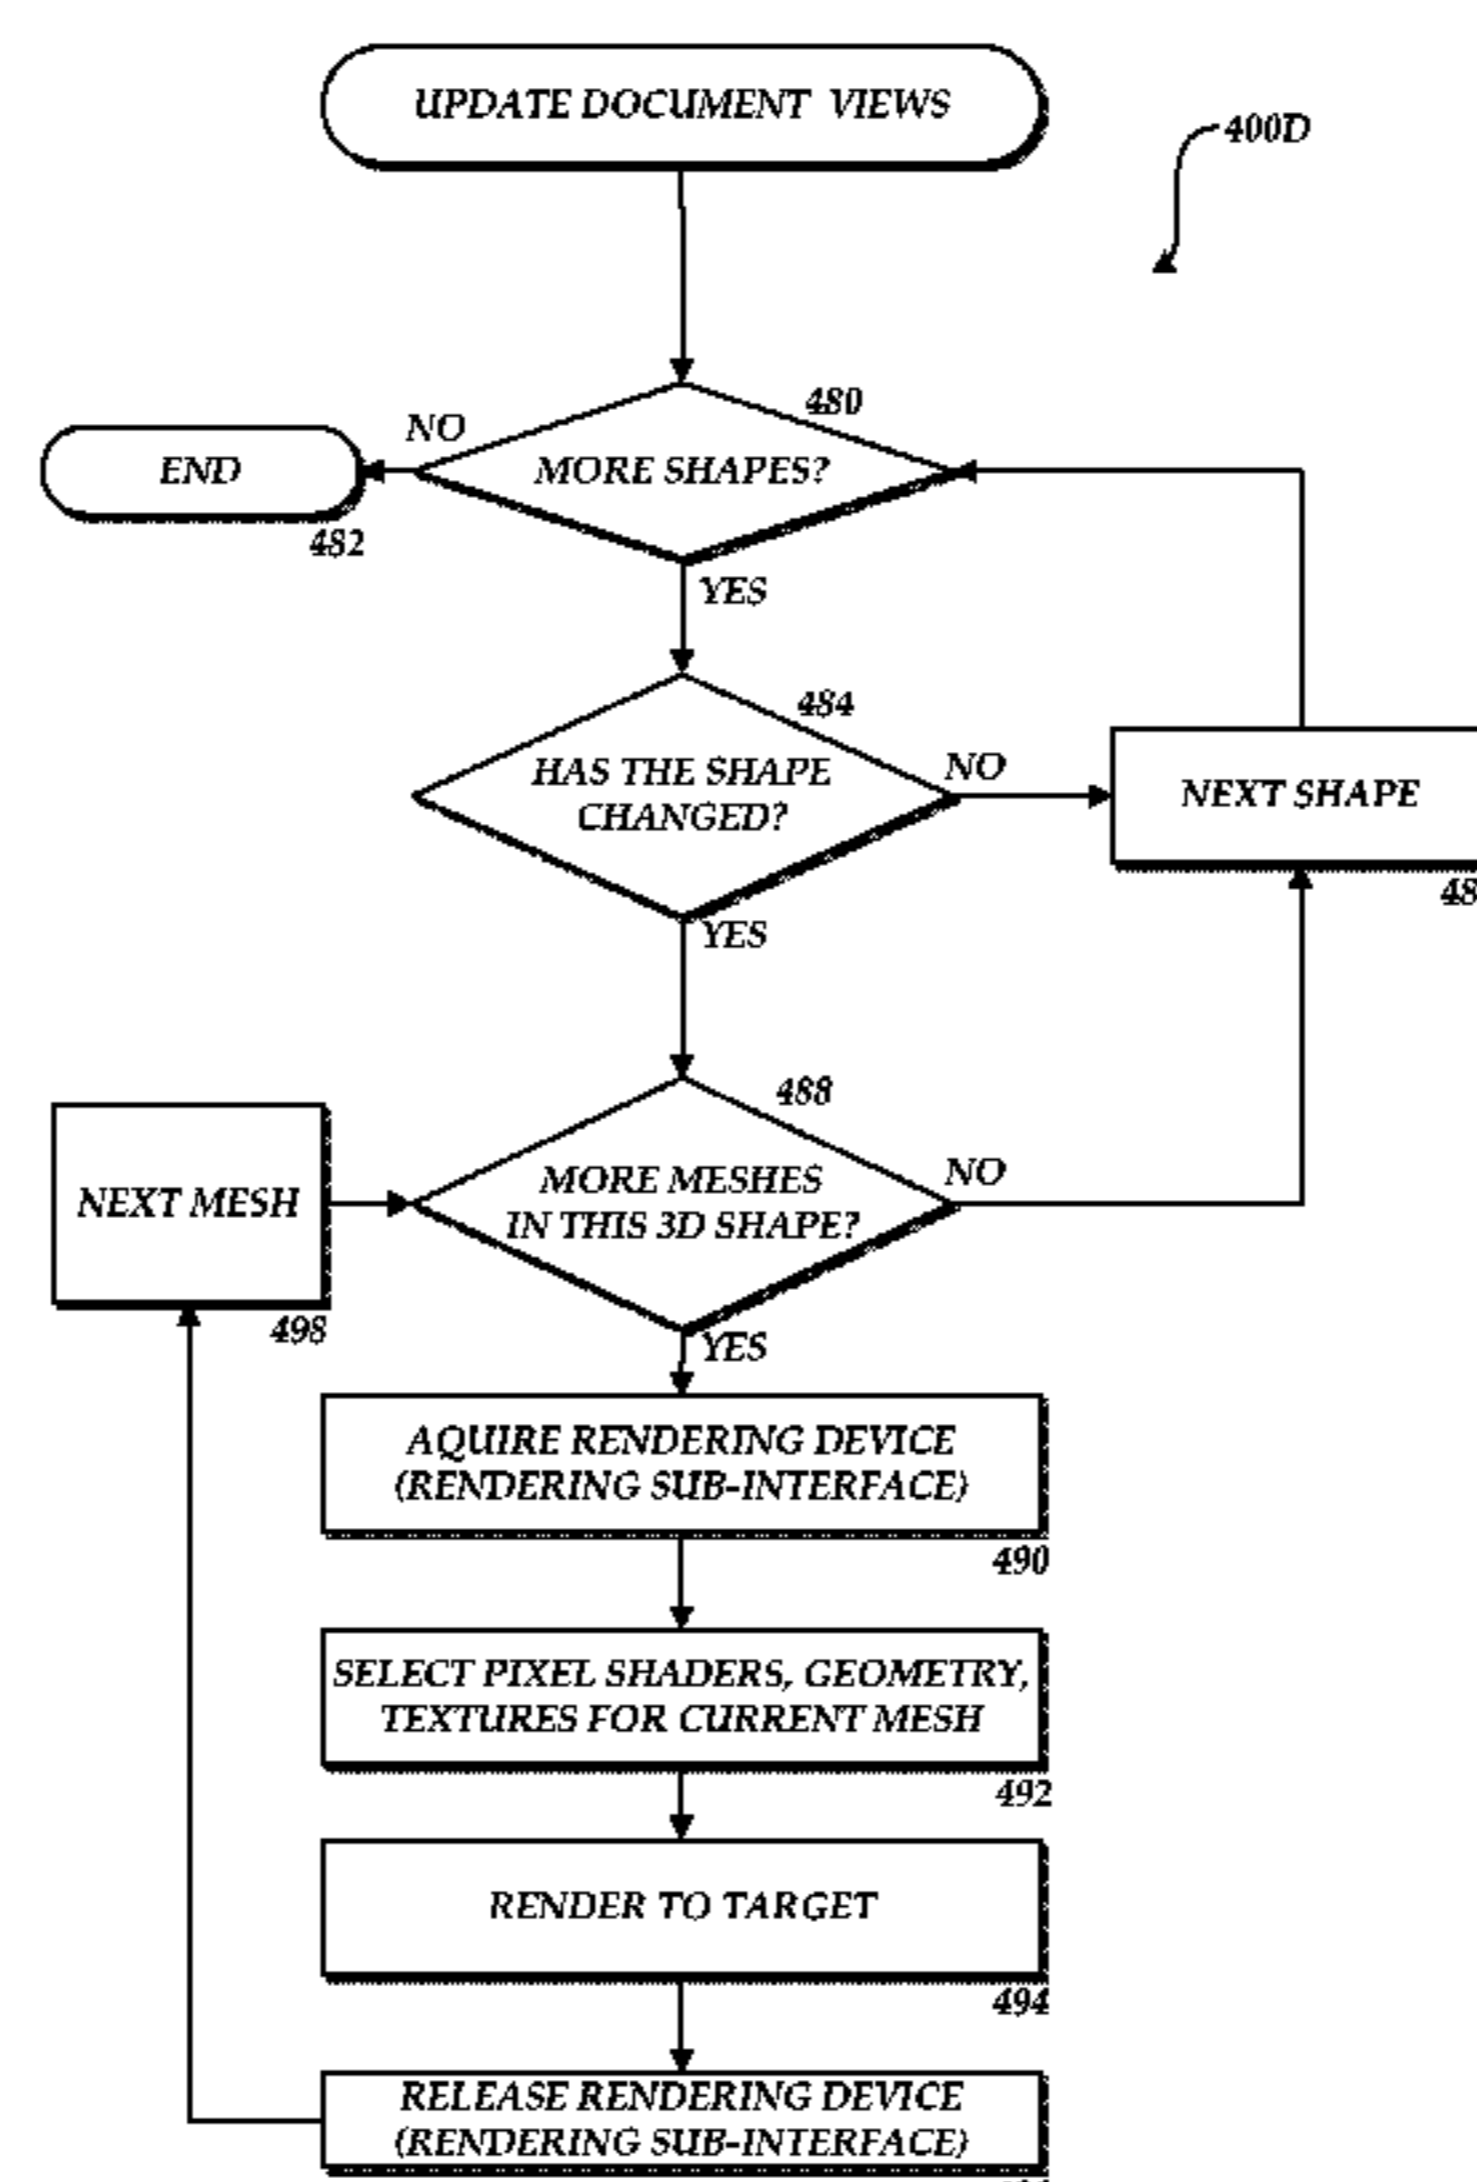 UPDATE DOCUMENT VIEWS
400D
480
NO
MORE SHAPES?
END
482
YES
484
HAS THE SHAPE
CHANGED?
NO
NEXT SHAPE
YES
488
MORE MESHES
IN THIS 3D SHAPE?
NO
NEXT MESH
498
YES
AQUIRE RENDERING DEVICE
(RENDERING SUB-INTERFACE)
490
SELECT PIXEL SHADERS, GEOMETRY,
TEXTURES FOR CURRENT MESH
492
RENDER TO TARGET
494
RELEASE RENDERING DEVICE
(RENDERING SUB-INTERFACE)